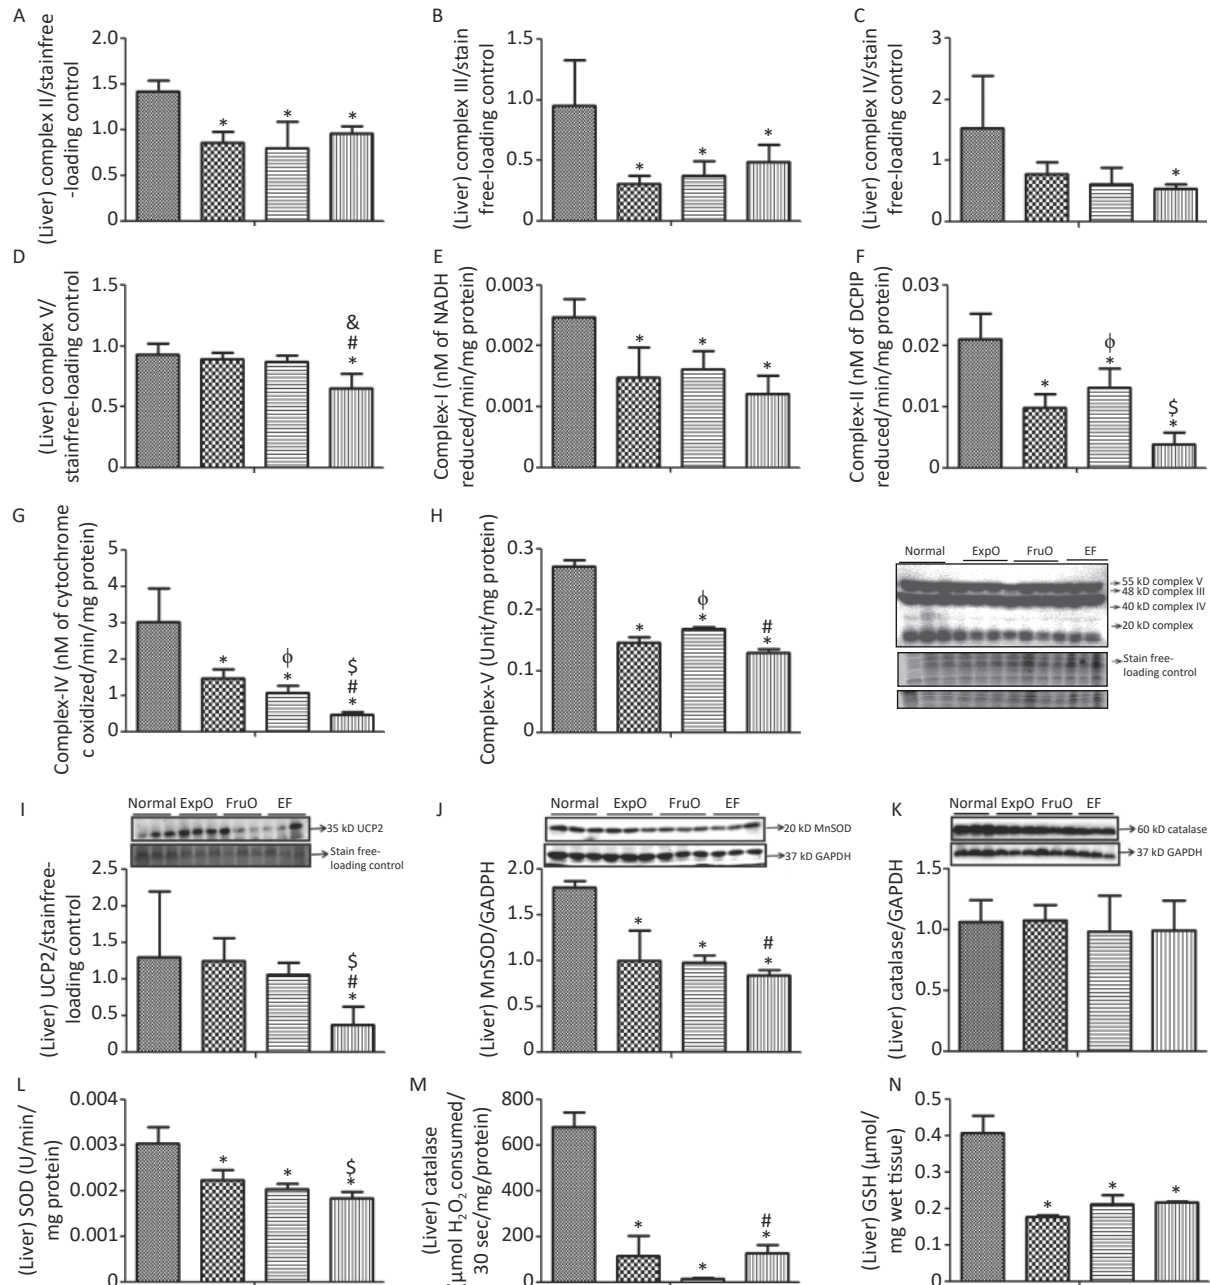 A
(Liver) complex II/stainfree
-loading control
2.0
1.5
1.0
0.5
0
*
*
*
B
(Liver) complex III/stain
free-loading control
1.5
1.0
0.5
0
*
*
*
C
(Liver) complex IV/stain
free-loading control
3
2
1
0
*
D
(Liver) complex V/
stainfree-loading control
1.5
1.0
0.5
0
&
#
*
E
Complex-I (nM of NADH
reduced/min/mg protein)
0.003
0.002
0.001
0
*
*
*
F
Complex-II (nM of DCPIP
reduced/min/mg protein)
0.03
0.02
0.01
0
*
ϕ
*
$
*
G
Complex-IV (nM of cytochrome
c oxidized/min/mg protein)
5
4
3
2
1
0
*
ϕ
*
$
#
*
H
Complex-V (Unit/mg protein)
0.3
0.2
0.1
0
*
ϕ
*
#
*
Normal ExpO FruO EF
55 kD complex V
48 kD complex III
40 kD complex IV
20 kD complex
Stain free-
loading control
I
Normal ExpO FruO EF
35 kD UCP2
Stain free-
loading control
(Liver) UCP2/stainfree-
loading control
2.5
2.0
1.5
1.0
0.5
0
$
#
*
J
Normal ExpO FruO EF
20 kD MnSOD
37 kD GAPDH
(Liver) MnSOD/GADPH
2.0
1.5
1.0
0.5
0
*
*
#
*
K
Normal ExpO FruO EF
60 kD catalase
37 kD GAPDH
(Liver) catalase/GAPDH
1.5
1.0
0.5
0
L
(Liver) SOD (U/min/
mg protein)
0.004
0.003
0.002
0.001
0
*
*
$
*
M
(Liver) catalase
(µmol H₂O₂ consumed/
30 sec/mg/protein)
800
600
400
200
0
*
*
#
*
N
(Liver) GSH (µmol/
mg wet tissue)
0.5
0.4
0.3
0.2
0.1
0
*
*
*